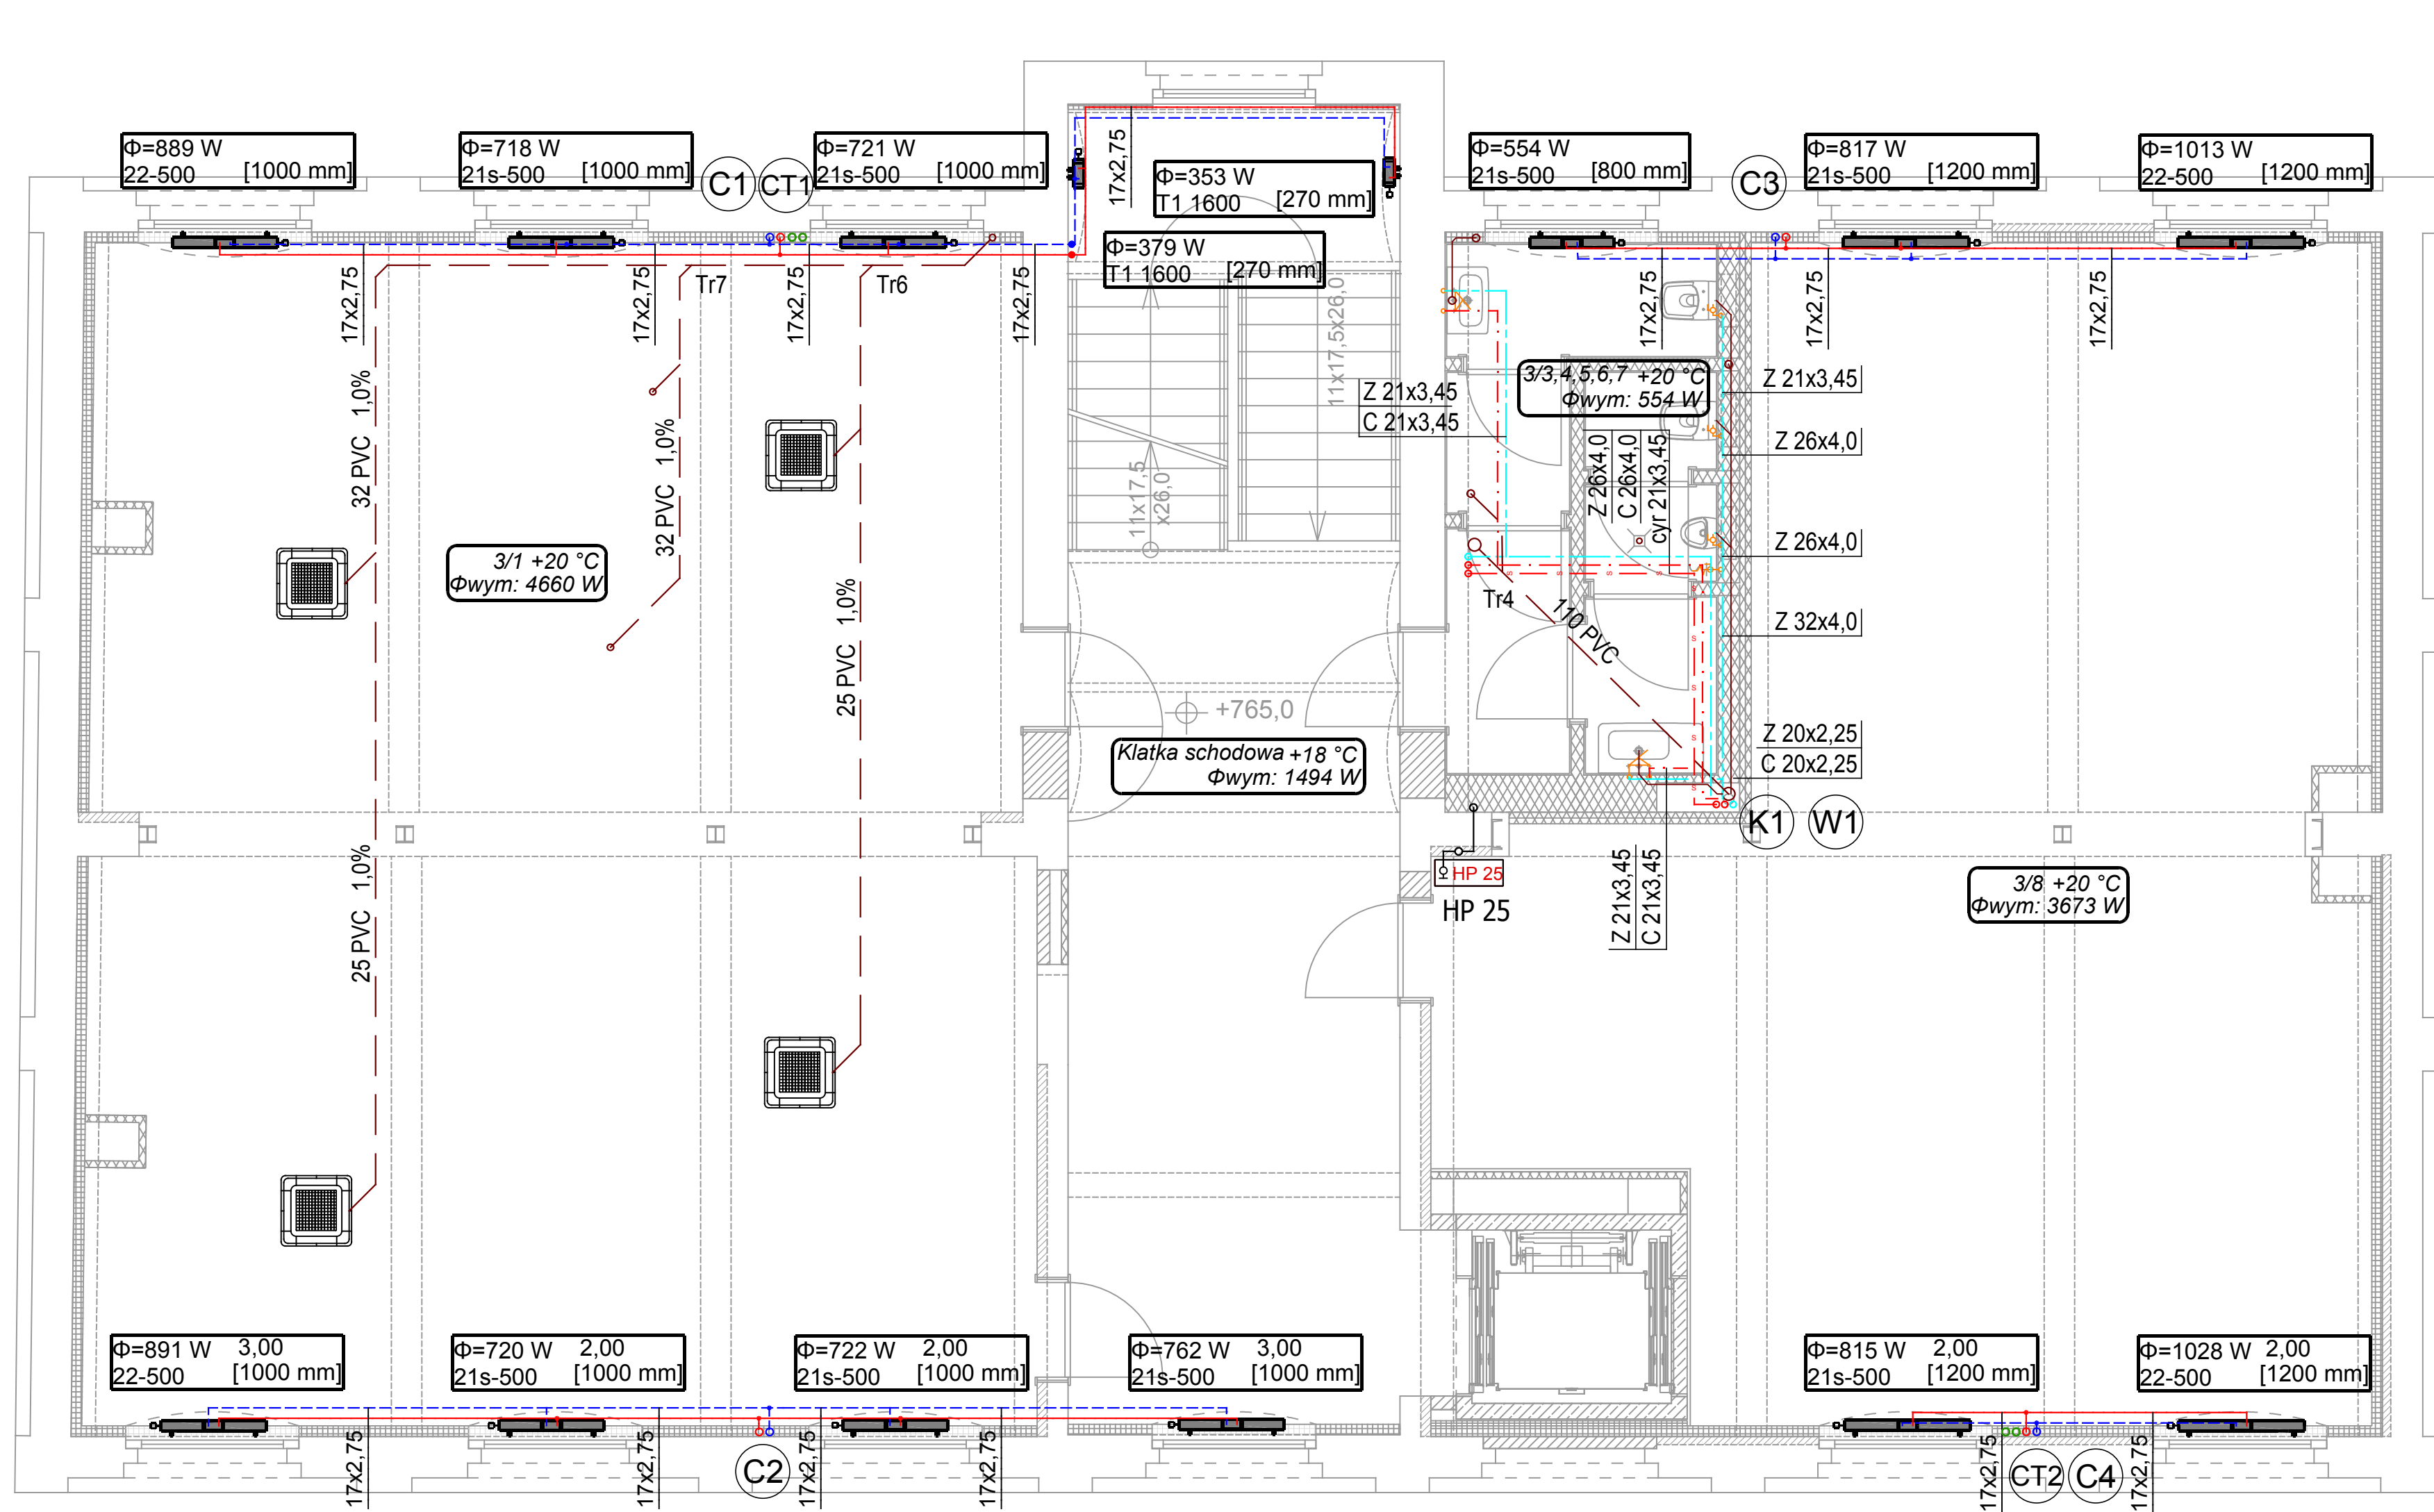 Φ=889 W
22-500 [1000 mm]
Φ=718 W
21s-500 [1000 mm]
C1
CT1
Φ=721 W
21s-500 [1000 mm]
17x2,75
Φ=353 W
T1 1600 [270 mm]
Φ=379 W
T1 1600 [270 mm]
Φ=554 W
21s-500 [800 mm]
C3
Φ=817 W
21s-500 [1200 mm]
Φ=1013 W
22-500 [1200 mm]
17x2,75
17x2,75
Tr7
17x2,75
Tr6
17x2,75
17x2,75
17x2,75
17x2,75
32 PVC 1,0%
32 PVC 1,0%
11x17,5x26,0
11x17,5
x26,0
Z 21x3,45
C 21x3,45
3/3,4,5,6,7 +20 °C
Φwym: 554 W
Z 21x3,45
Z 26x4,0
C 26x4,0
cyr 21x3,45
Z 26x4,0
Z 26x4,0
3/1 +20 °C
Φwym: 4660 W
25 PVC 1,0%
Tr4
110 PVC
Z 32x4,0
s
s
s
s
s
s
s
s
+765,0
Klatka schodowa +18 °C
Φwym: 1494 W
Z 20x2,25
C 20x2,25
K1
W1
25 PVC 1,0%
HP 25
HP 25
Z 21x3,45
C 21x3,45
3/8 +20 °C
Φwym: 3673 W
Φ=891 W 3,00
22-500 [1000 mm]
Φ=720 W 2,00
21s-500 [1000 mm]
Φ=722 W 2,00
21s-500 [1000 mm]
Φ=762 W 3,00
21s-500 [1000 mm]
Φ=815 W 2,00
21s-500 [1200 mm]
Φ=1028 W 2,00
22-500 [1200 mm]
17x2,75
17x2,75
C2
17x2,75
17x2,75
17x2,75
CT2
C4
17x2,75